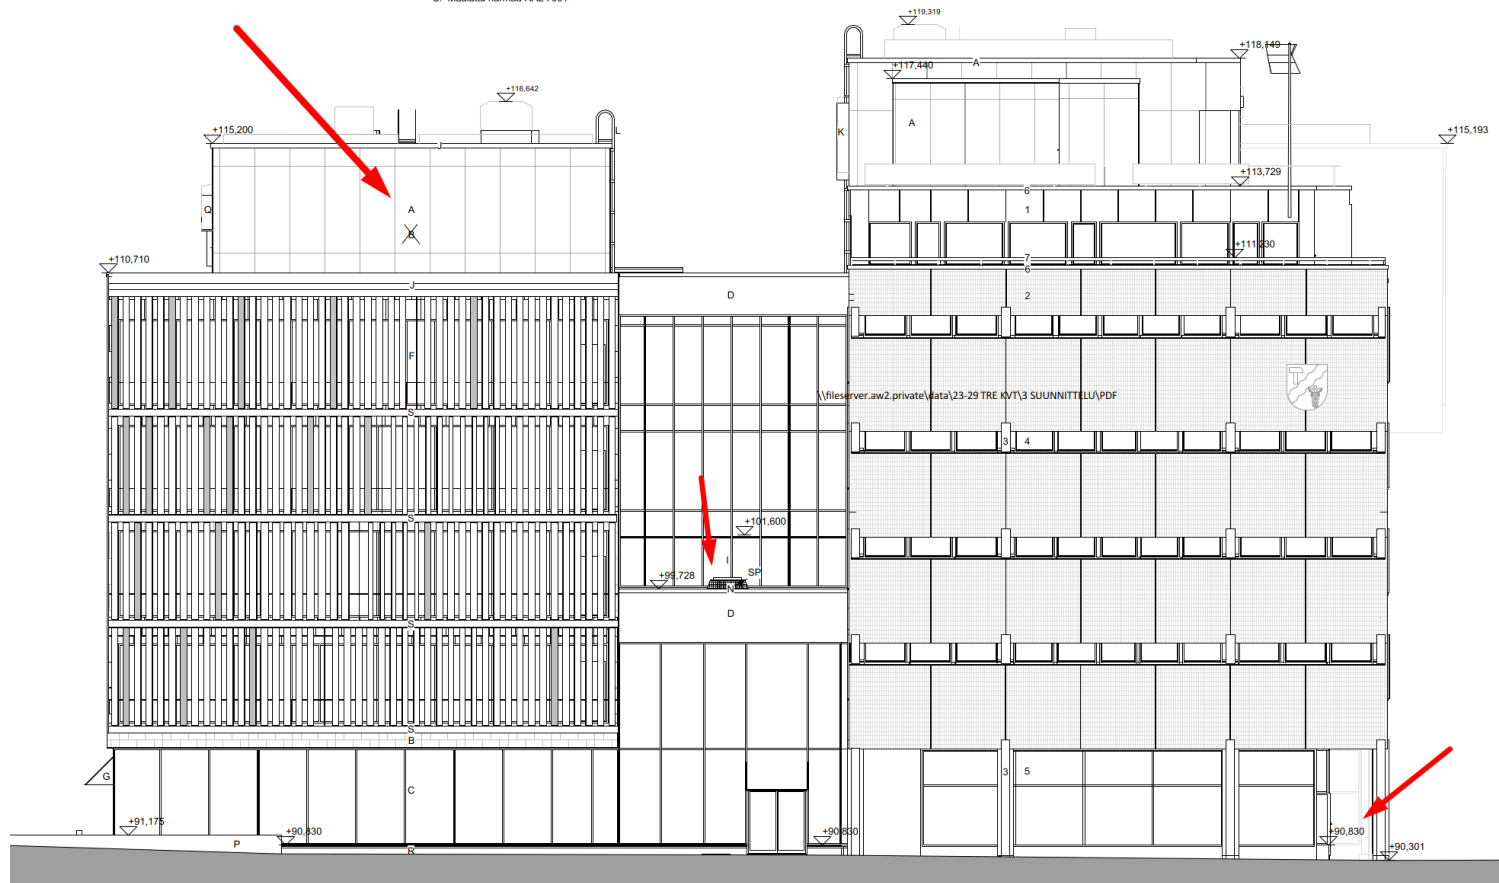 +119,319
+118,149
A
+117,440
+116,642
A
K
L
+115,200
J
+115,193
+113,729
6
1
Q
A
B
+111,230
7
6
+110,710
J
D
2
F
\\fileserver.aw2.private\data\23-29 TRE KVT\3 SUUNNITTELU\PDF
S
3 4
S
+101,600
I
SP
+99,728
N
D
S
S
B
G
3 5
C
+91,175
+90,830
+90,830
+90,830
P
R
+90,301